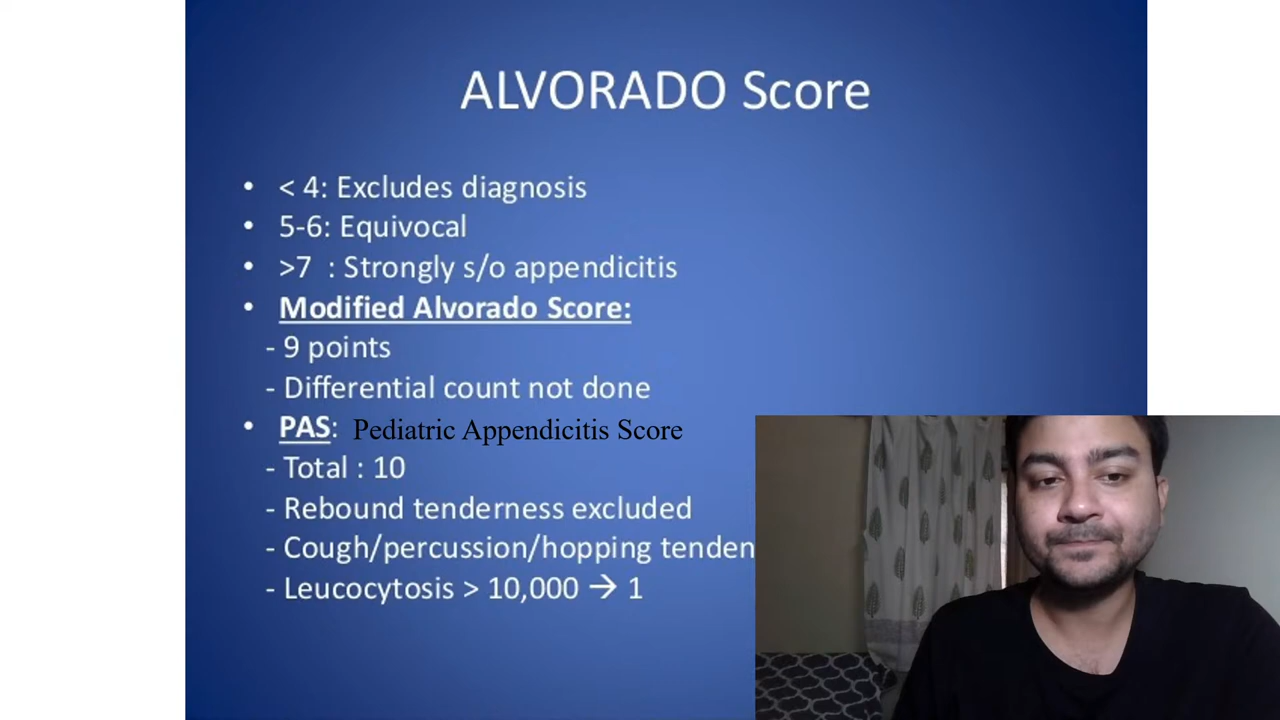 ALVORADO Score
• < 4: Excludes diagnosis
• 5-6: Equivocal
• >7 : Strongly s/o appendicitis
• Modified Alvorado Score:
- 9 points
- Differential count not done
• PAS: Pediatric Appendicitis Score
- Total : 10
- Rebound tenderness excluded
- Cough/percussion/hopping tenden
- Leucocytosis > 10,000 → 1